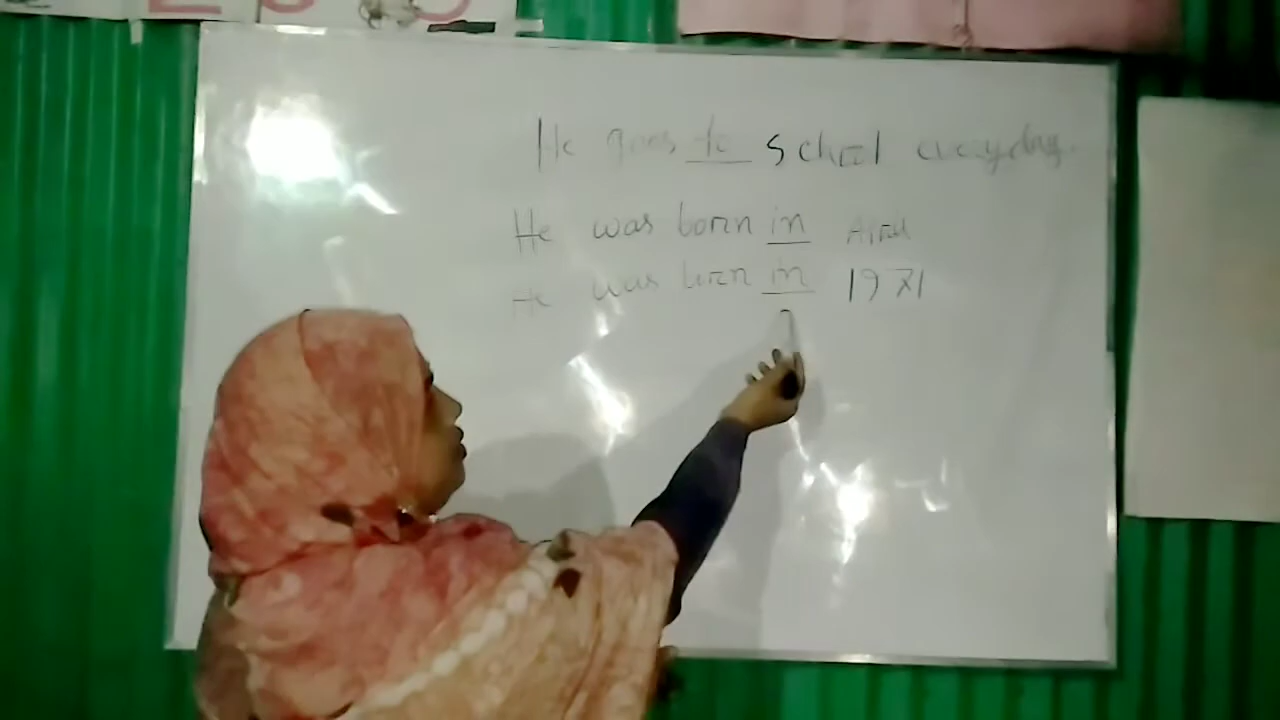 He goes to school everyday.
He was born in April
He was born in 1971